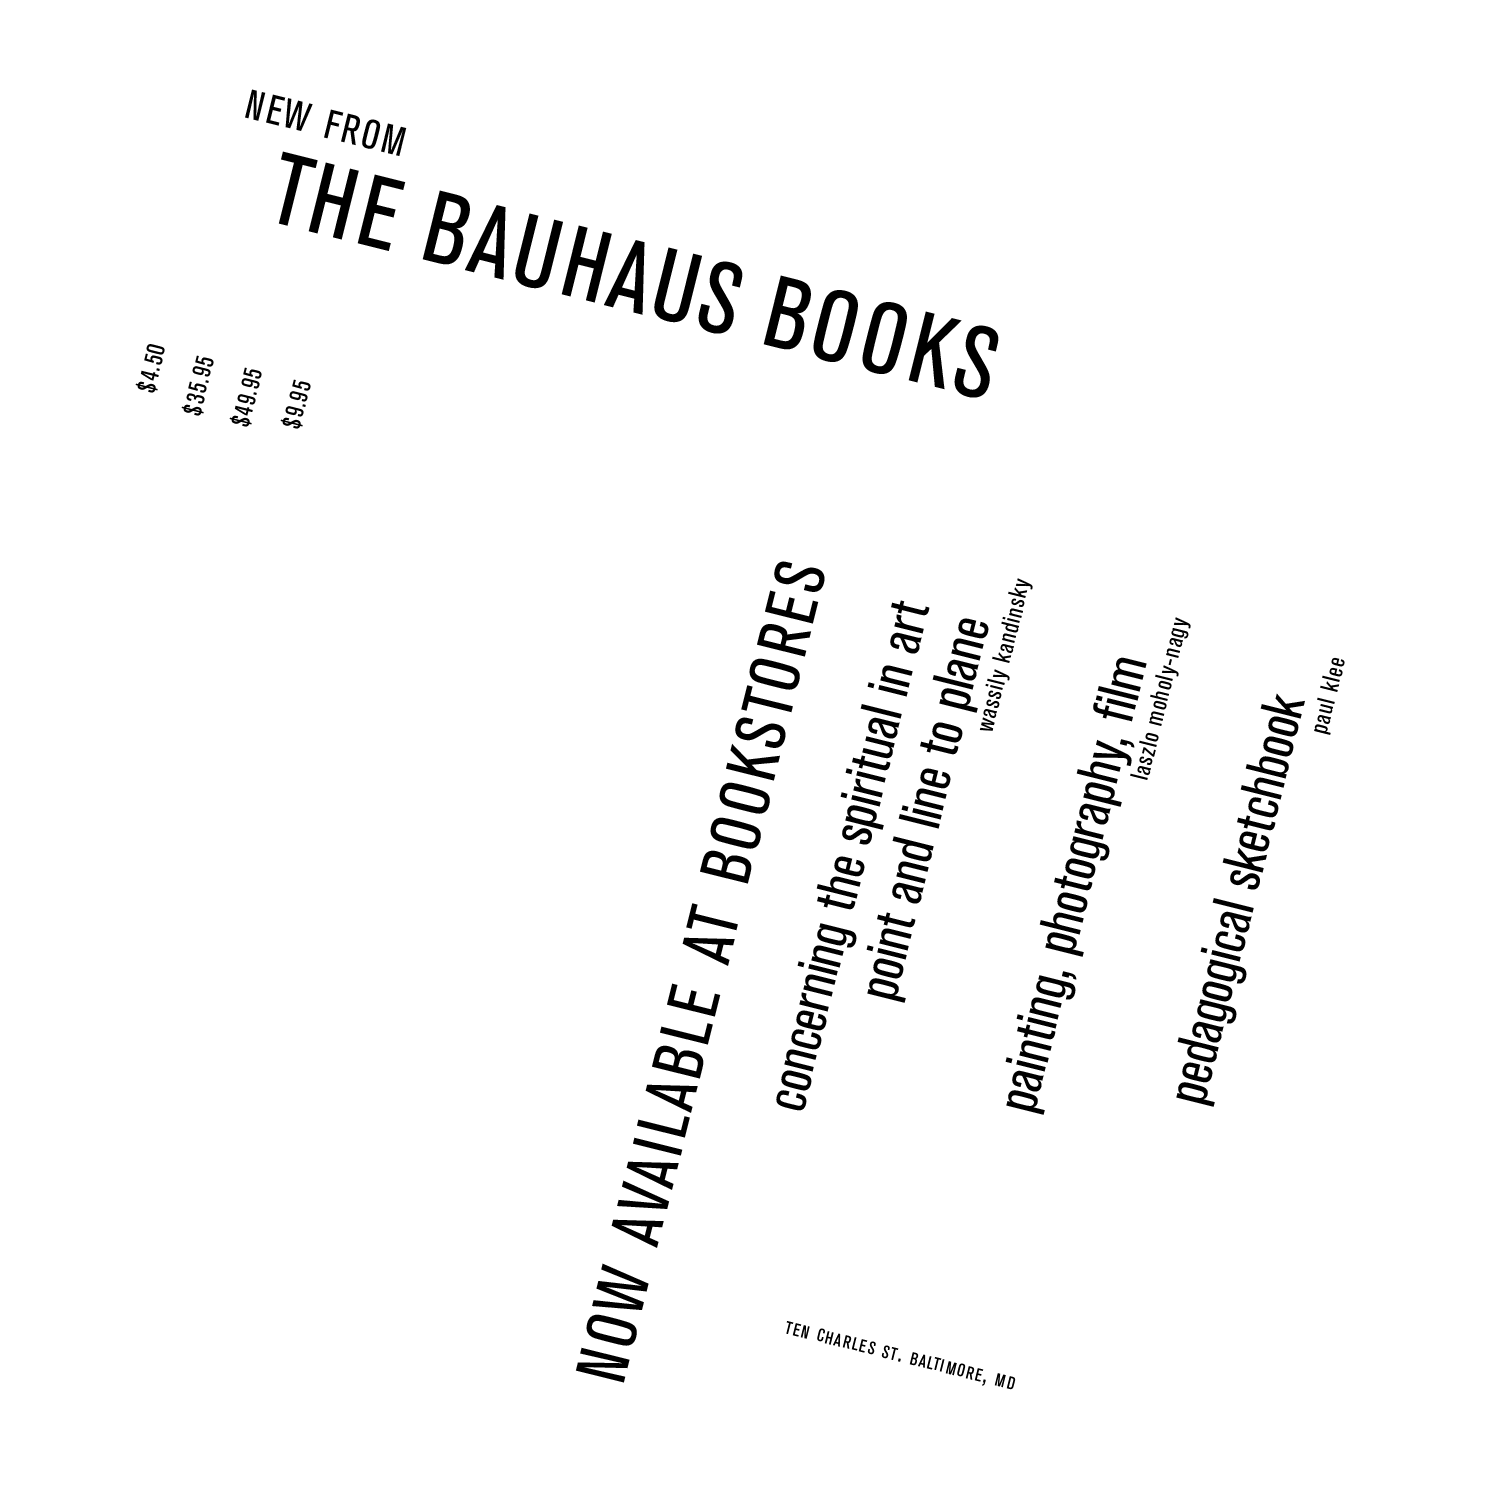 NEW FROM
THE BAUHAUS BOOKS
$4.50
$35.95
$49.95
$9.95
NOW AVAILABLE AT BOOKSTORES
concerning the spiritual in art
point and line to plane
wassily kandinsky
painting, photography, film
laszlo moholy-nagy
pedagogical sketchbook
paul klee
TEN CHARLES ST. BALTIMORE, MD